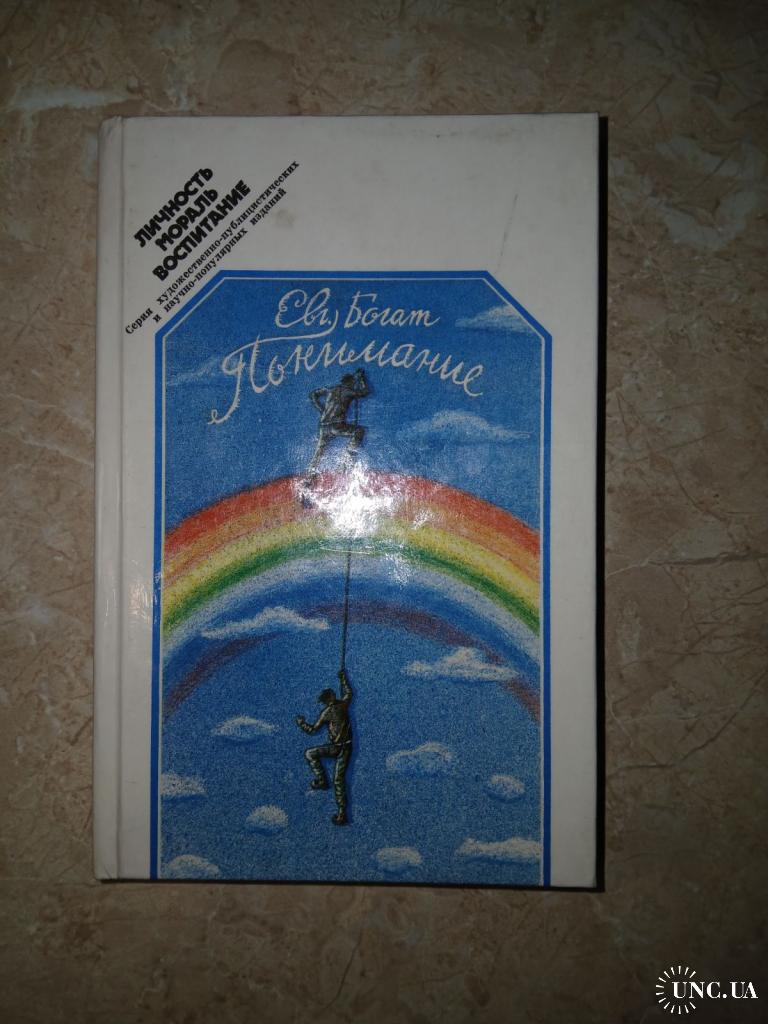 ЛИЧНОСТЬ
МОРАЛЬ
ВОСПИТАНИЕ
Серия художественно-публицистических
и научно-популярных изданий
Евг. Богат
Понимание
UNC.UA